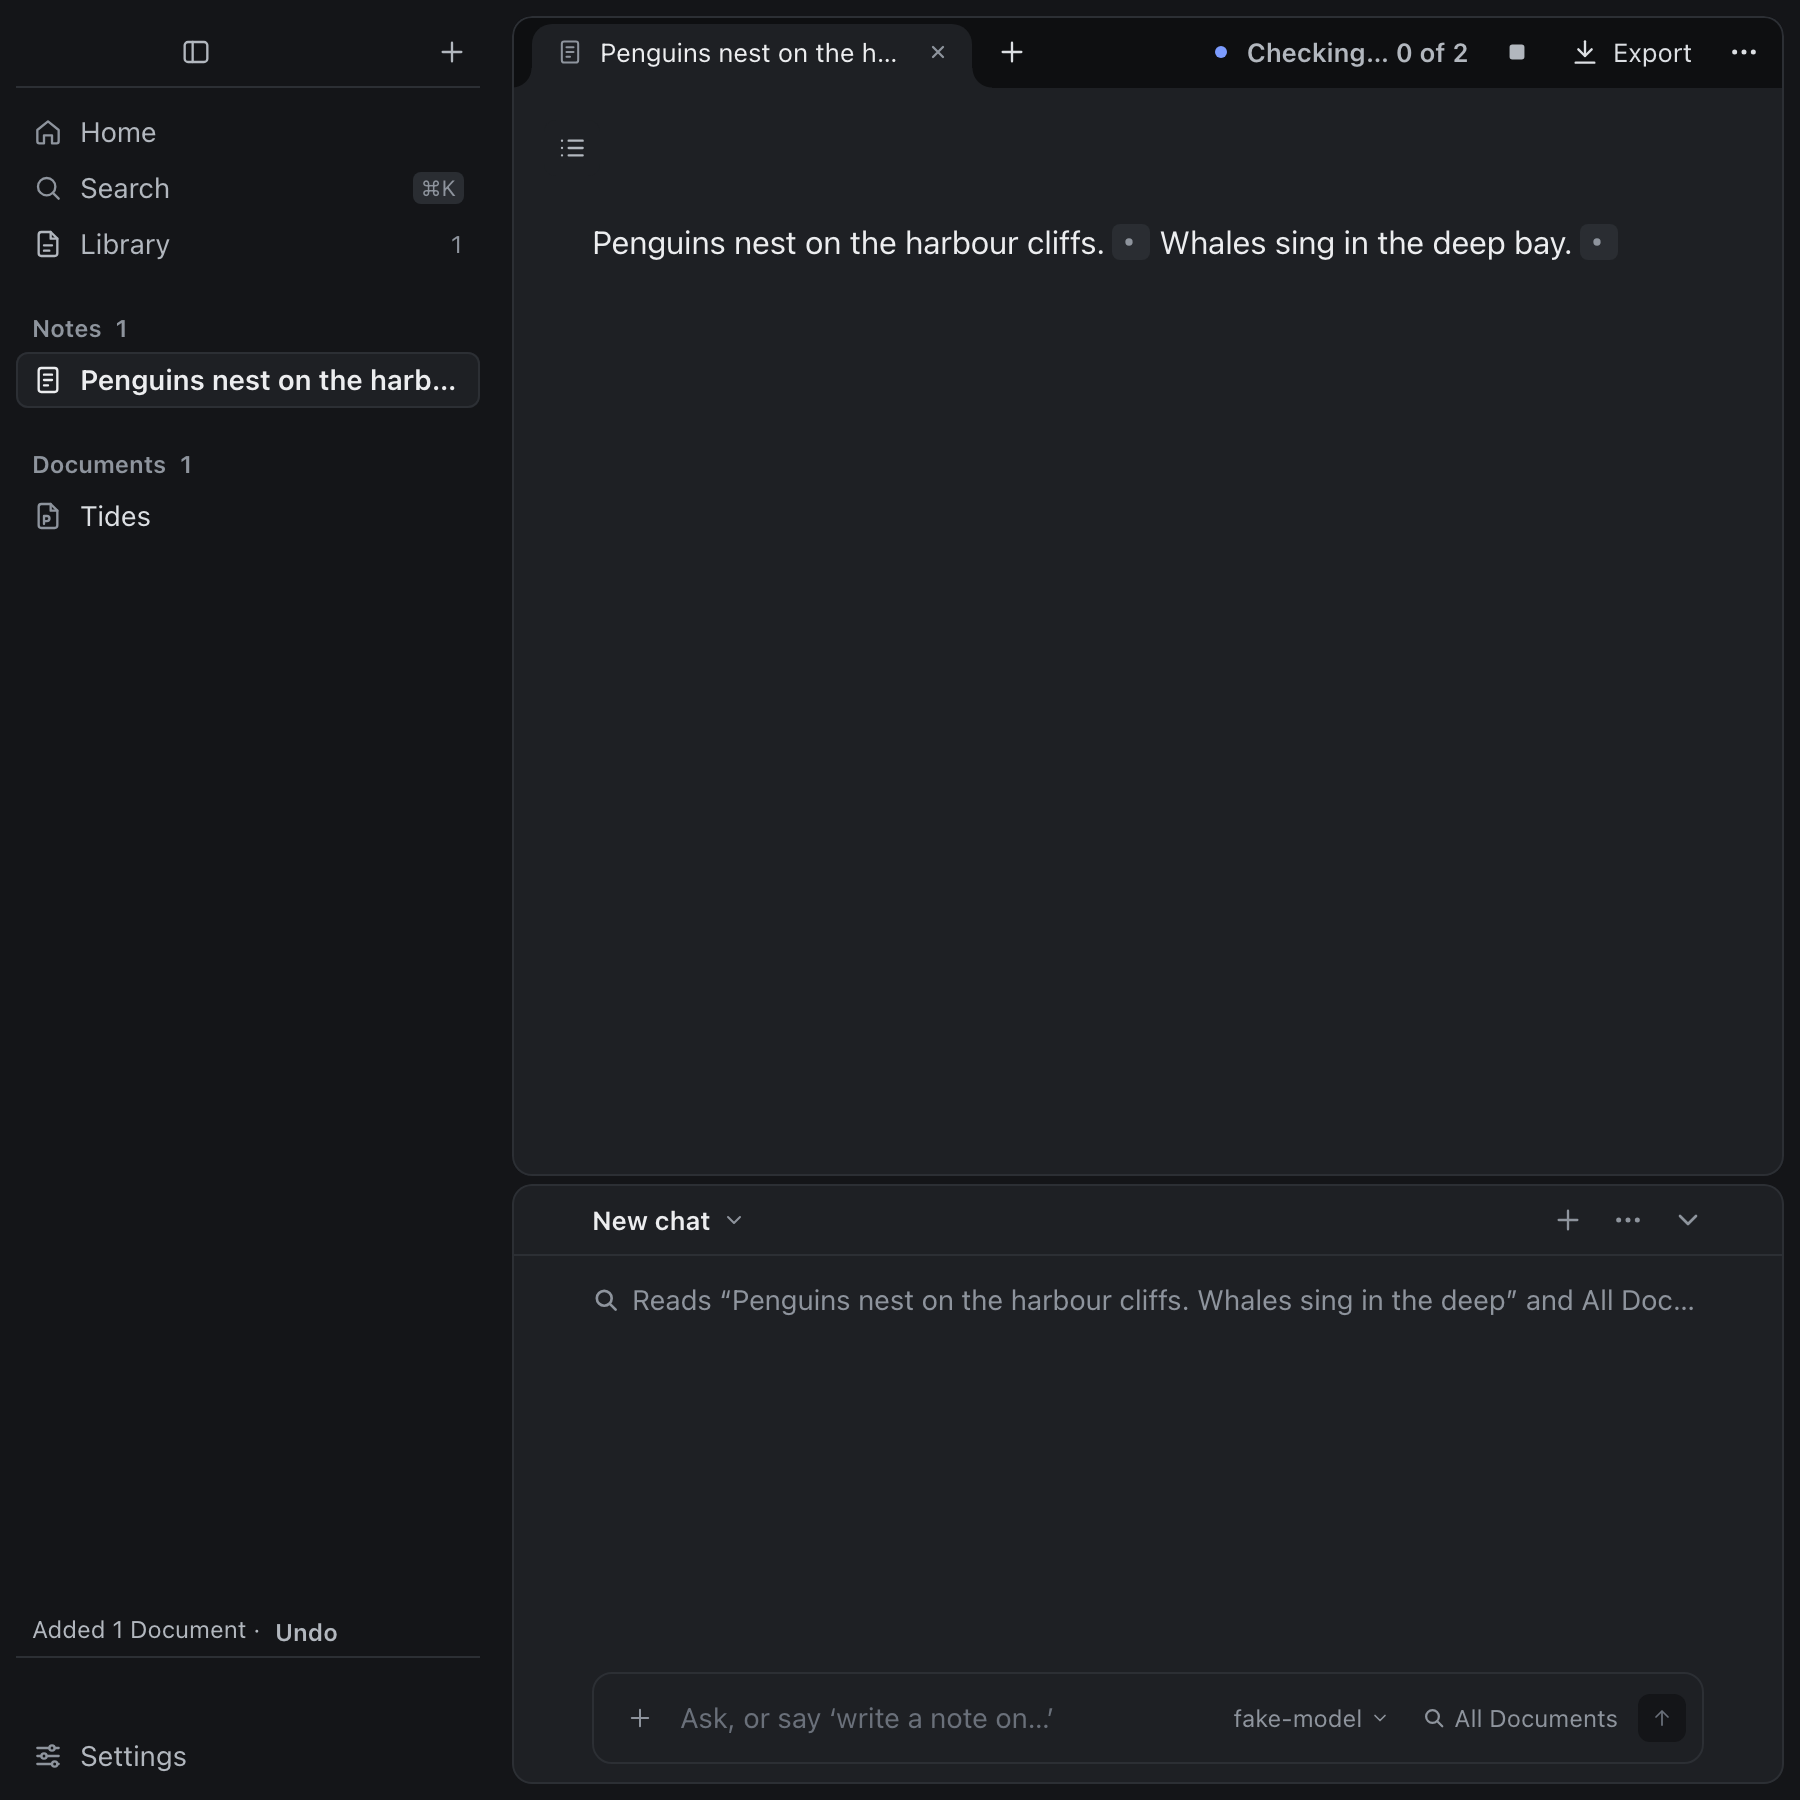 Penguins nest on the h...
Checking... 0 of 2
Export
Home
Search ⌘K
Library 1
Notes 1
Penguins nest on the harb...
Documents 1
Tides
Added 1 Document · Undo
Settings
Penguins nest on the harbour cliffs. • Whales sing in the deep bay. •
New chat
Reads “Penguins nest on the harbour cliffs. Whales sing in the deep” and All Doc...
Ask, or say ‘write a note on...’
fake-model
All Documents